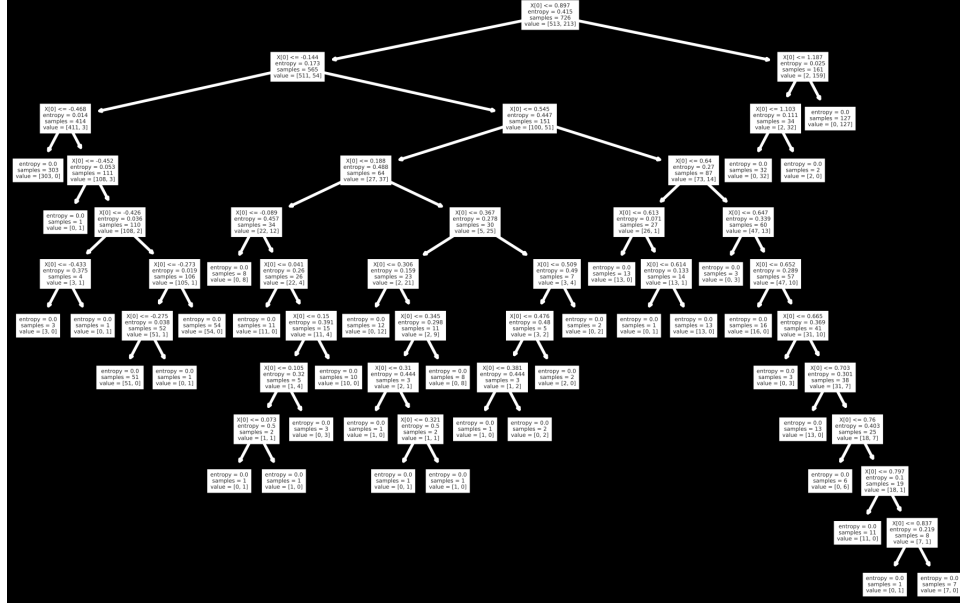 X[0] <= 0.897
entropy = 0.415
samples = 726
value = [513, 213]
X[0] <= -0.144
entropy = 0.173
samples = 565
value = [511, 54]
X[0] <= 1.187
entropy = 0.025
samples = 161
value = [2, 159]
X[0] <= -0.468
entropy = 0.014
samples = 414
value = [411, 3]
X[0] <= 0.545
entropy = 0.447
samples = 151
value = [100, 51]
X[0] <= 1.103
entropy = 0.111
samples = 34
value = [2, 32]
entropy = 0.0
samples = 127
value = [0, 127]
entropy = 0.0
samples = 303
value = [303, 0]
X[0] <= -0.452
entropy = 0.053
samples = 111
value = [108, 3]
X[0] <= 0.188
entropy = 0.488
samples = 64
value = [27, 37]
X[0] <= 0.64
entropy = 0.27
samples = 87
value = [73, 14]
entropy = 0.0
samples = 32
value = [0, 32]
entropy = 0.0
samples = 2
value = [2, 0]
entropy = 0.0
samples = 1
value = [0, 1]
X[0] <= -0.426
entropy = 0.036
samples = 110
value = [108, 2]
X[0] <= -0.089
entropy = 0.457
samples = 34
value = [22, 12]
X[0] <= 0.367
entropy = 0.278
samples = 30
value = [5, 25]
X[0] <= 0.613
entropy = 0.071
samples = 27
value = [26, 1]
X[0] <= 0.647
entropy = 0.339
samples = 60
value = [47, 13]
X[0] <= -0.433
entropy = 0.375
samples = 4
value = [3, 1]
X[0] <= -0.273
entropy = 0.019
samples = 106
value = [105, 1]
entropy = 0.0
samples = 8
value = [0, 8]
X[0] <= 0.041
entropy = 0.26
samples = 26
value = [22, 4]
X[0] <= 0.306
entropy = 0.159
samples = 23
value = [2, 21]
X[0] <= 0.509
entropy = 0.49
samples = 7
value = [3, 4]
entropy = 0.0
samples = 13
value = [13, 0]
X[0] <= 0.614
entropy = 0.133
samples = 14
value = [13, 1]
entropy = 0.0
samples = 3
value = [0, 3]
X[0] <= 0.652
entropy = 0.289
samples = 57
value = [47, 10]
entropy = 0.0
samples = 3
value = [3, 0]
entropy = 0.0
samples = 1
value = [0, 1]
X[0] <= -0.275
entropy = 0.038
samples = 52
value = [51, 1]
entropy = 0.0
samples = 54
value = [54, 0]
entropy = 0.0
samples = 11
value = [11, 0]
X[0] <= 0.15
entropy = 0.391
samples = 15
value = [11, 4]
entropy = 0.0
samples = 12
value = [0, 12]
X[0] <= 0.345
entropy = 0.298
samples = 11
value = [2, 9]
X[0] <= 0.476
entropy = 0.48
samples = 5
value = [3, 2]
entropy = 0.0
samples = 2
value = [0, 2]
entropy = 0.0
samples = 1
value = [0, 1]
entropy = 0.0
samples = 13
value = [13, 0]
entropy = 0.0
samples = 16
value = [16, 0]
X[0] <= 0.665
entropy = 0.369
samples = 41
value = [31, 10]
entropy = 0.0
samples = 51
value = [51, 0]
entropy = 0.0
samples = 1
value = [0, 1]
X[0] <= 0.105
entropy = 0.32
samples = 5
value = [1, 4]
entropy = 0.0
samples = 10
value = [10, 0]
X[0] <= 0.31
entropy = 0.444
samples = 3
value = [2, 1]
entropy = 0.0
samples = 8
value = [0, 8]
X[0] <= 0.381
entropy = 0.444
samples = 3
value = [1, 2]
entropy = 0.0
samples = 2
value = [2, 0]
entropy = 0.0
samples = 3
value = [0, 3]
X[0] <= 0.703
entropy = 0.301
samples = 38
value = [31, 7]
X[0] <= 0.073
entropy = 0.5
samples = 2
value = [1, 1]
entropy = 0.0
samples = 3
value = [0, 3]
entropy = 0.0
samples = 1
value = [1, 0]
X[0] <= 0.321
entropy = 0.5
samples = 2
value = [1, 1]
entropy = 0.0
samples = 1
value = [1, 0]
entropy = 0.0
samples = 2
value = [0, 2]
entropy = 0.0
samples = 13
value = [13, 0]
X[0] <= 0.76
entropy = 0.403
samples = 25
value = [18, 7]
entropy = 0.0
samples = 1
value = [0, 1]
entropy = 0.0
samples = 1
value = [1, 0]
entropy = 0.0
samples = 1
value = [0, 1]
entropy = 0.0
samples = 1
value = [1, 0]
entropy = 0.0
samples = 6
value = [0, 6]
X[0] <= 0.797
entropy = 0.1
samples = 19
value = [18, 1]
entropy = 0.0
samples = 11
value = [11, 0]
X[0] <= 0.837
entropy = 0.219
samples = 8
value = [7, 1]
entropy = 0.0
samples = 1
value = [0, 1]
entropy = 0.0
samples = 7
value = [7, 0]